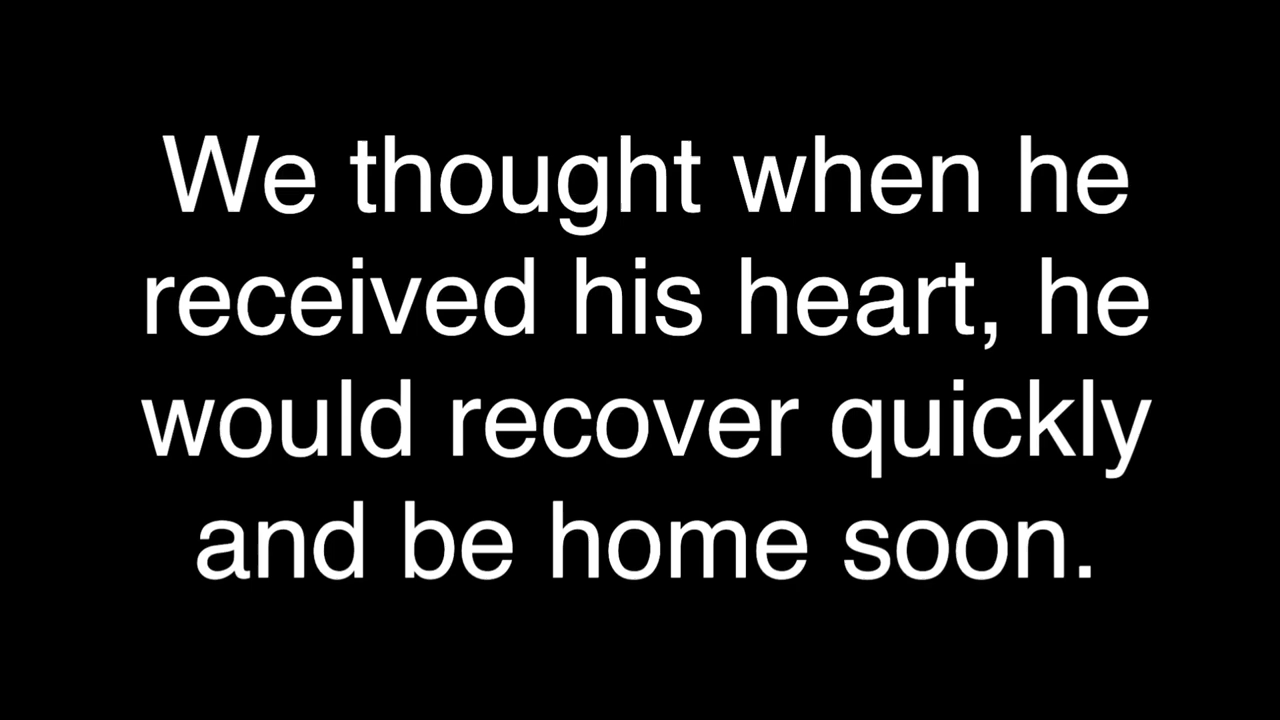 We thought when he
received his heart, he
would recover quickly
and be home soon.